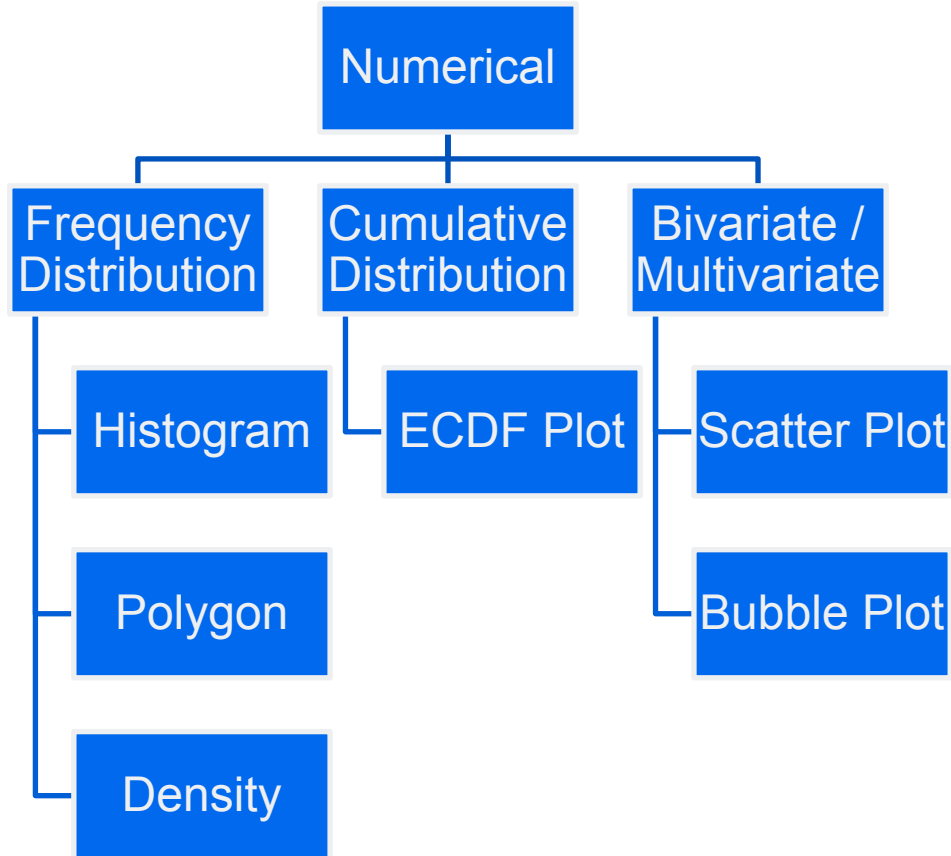 Numerical
Frequency
Distribution
Cumulative
Distribution
Bivariate /
Multivariate
Histogram
ECDF Plot
Scatter Plot
Polygon
Bubble Plot
Density